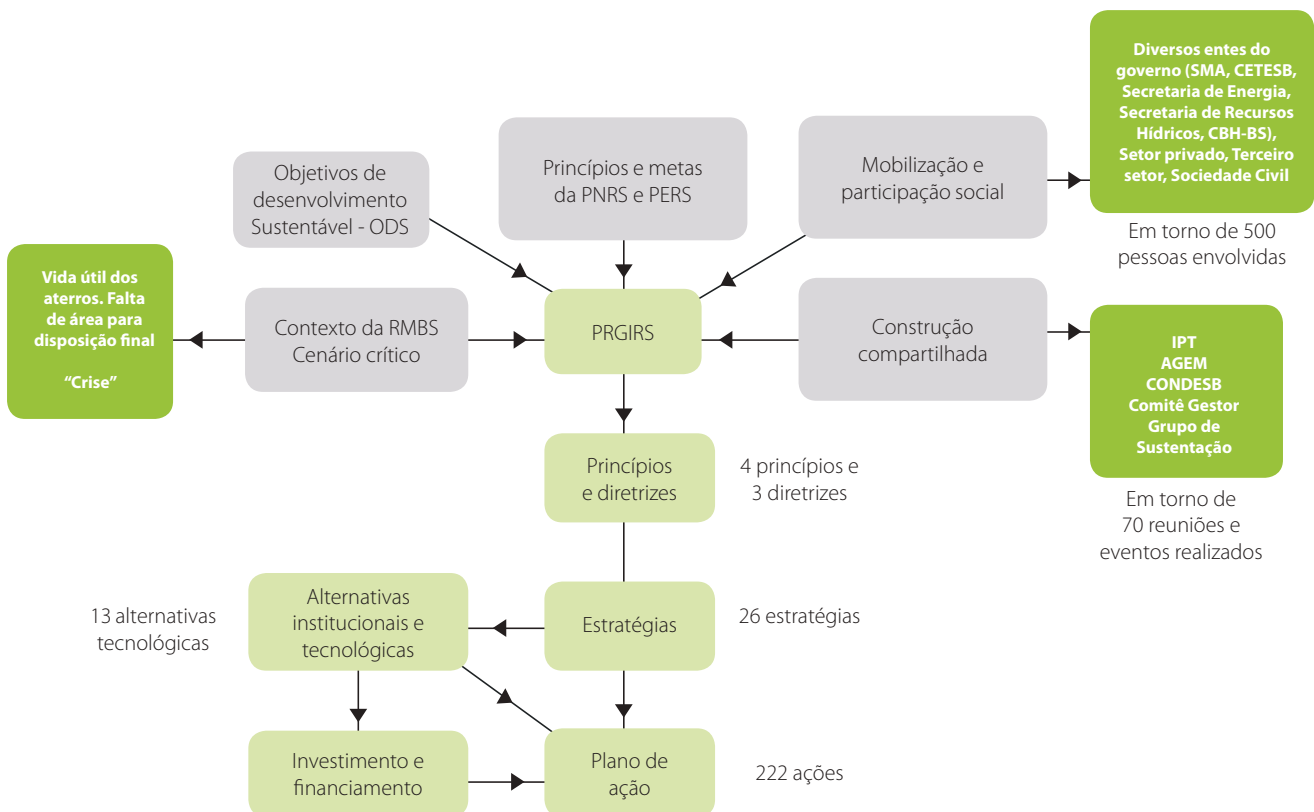 Diversos entes do
governo (SMA, CETESB,
Secretaria de Energia,
Secretaria de Recursos
Hídricos, CBH-BS),
Setor privado, Terceiro
setor, Sociedade Civil
Em torno de 500
pessoas envolvidas
Objetivos de
desenvolvimento
Sustentável - ODS
Princípios e metas
da PNRS e PERS
Mobilização e
participação social
Vida útil dos
aterros. Falta
de área para
disposição final
“Crise”
Contexto da RMBS
Cenário crítico
PRGIRS
Construção
compartilhada
IPT
AGEM
CONDESB
Comitê Gestor
Grupo de
Sustentação
Em torno de
70 reuniões e
eventos realizados
Princípios
e diretrizes
4 princípios e
3 diretrizes
13 alternativas
tecnológicas
Alternativas
institucionais e
tecnológicas
Estratégias
26 estratégias
Investimento e
financiamento
Plano de
ação
222 ações